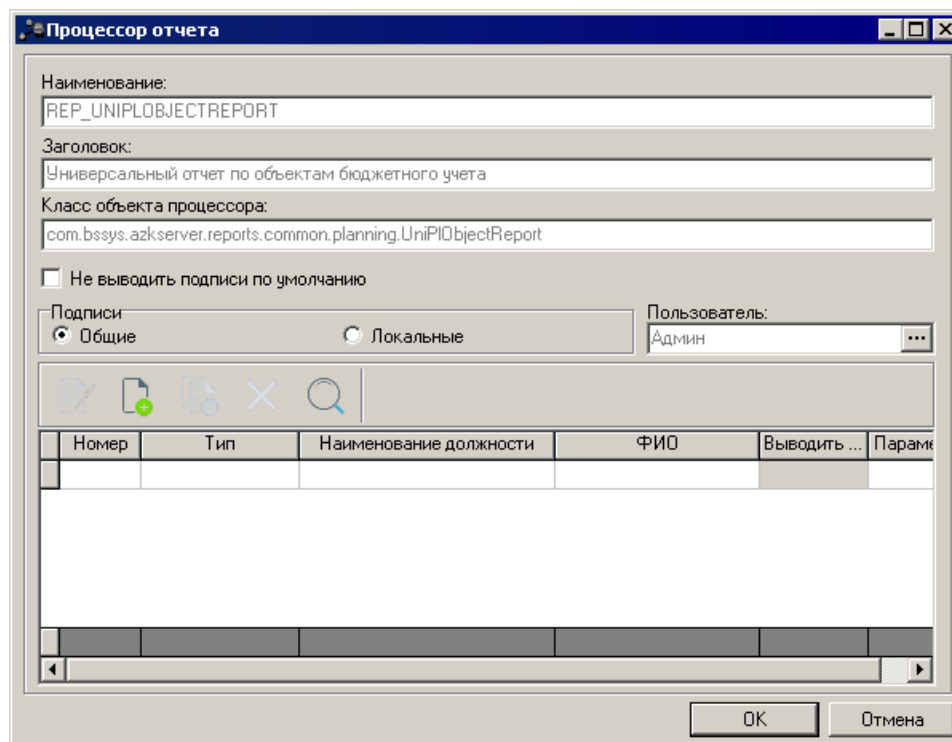 Процессор отчета
Наименование:
REP_UNIPLOBJECTREPORT
Заголовок:
Универсальный отчет по объектам бюджетного учета
Класс объекта процессора:
com.bssys.azkserver.reports.common.planning.UniPlObjectReport
Не выводить подписи по умолчанию
Подписи
Пользователь:
Общие Локальные Админ ...
Номер Тип Наименование должности ФИО Выводить ... Параме
OK Отмена